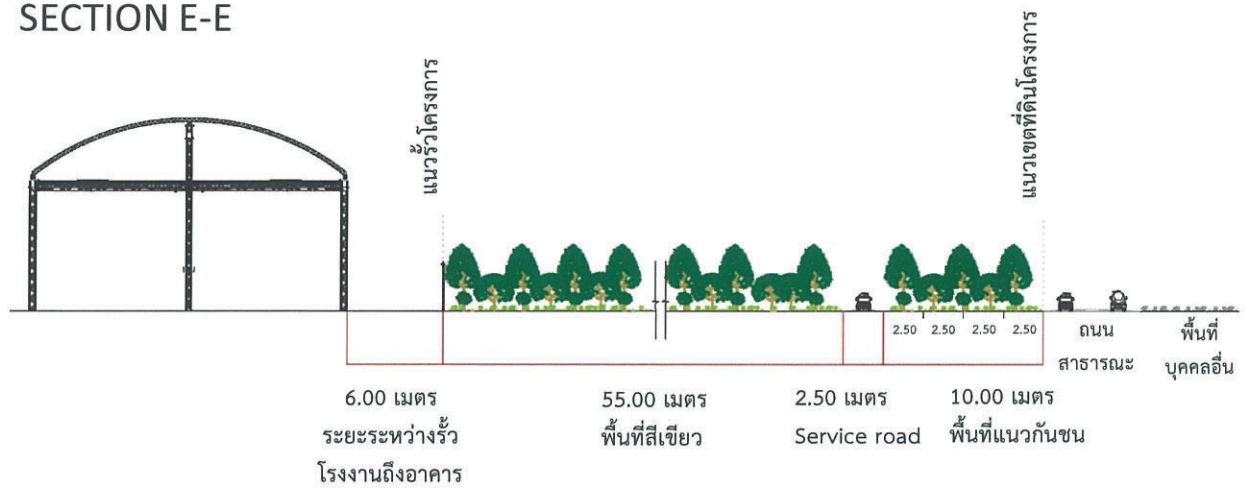 SECTION E-E
แนวรั้วโครงการ
แนวเขตที่ดินโครงการ
2.50 2.50 2.50 2.50
ถนน
สาธารณะ
พื้นที่
บุคคลอื่น
6.00 เมตร
ระยะระหว่างรั้ว
โรงงานถึงอาคาร
55.00 เมตร
พื้นที่สีเขียว
2.50 เมตร
Service road
10.00 เมตร
พื้นที่แนวกันชน